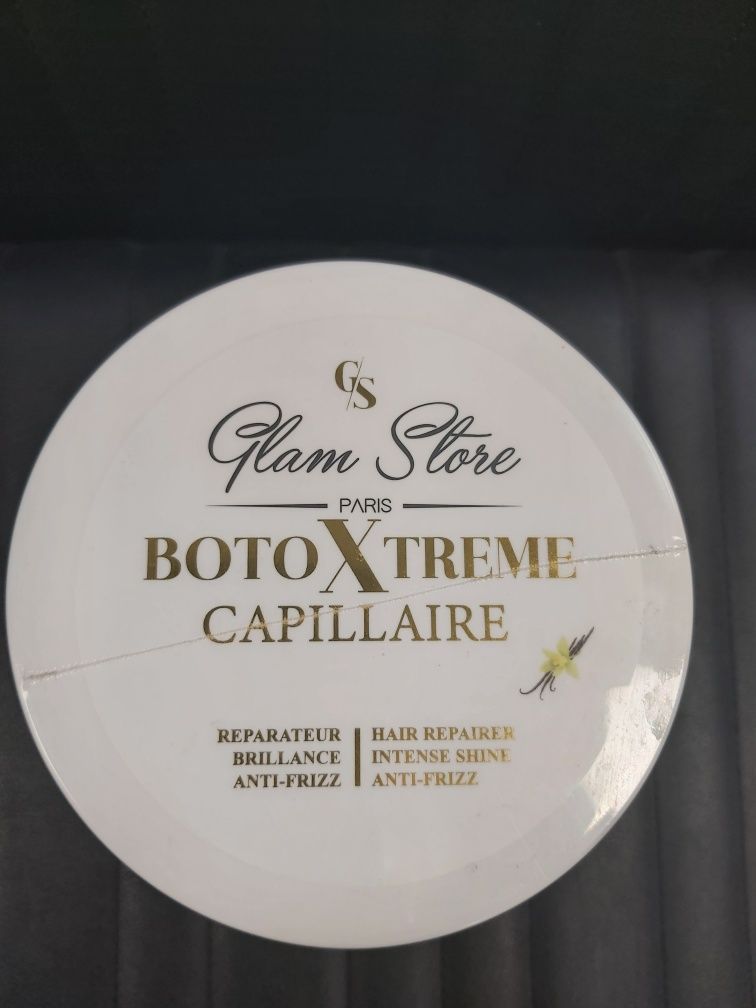 G/S
Glam Store
PARIS
BOTOXTREME
CAPILLAIRE
REPARATEUR
BRILLANCE
ANTI-FRIZZ
HAIR REPAIRER
INTENSE SHINE
ANTI-FRIZZ